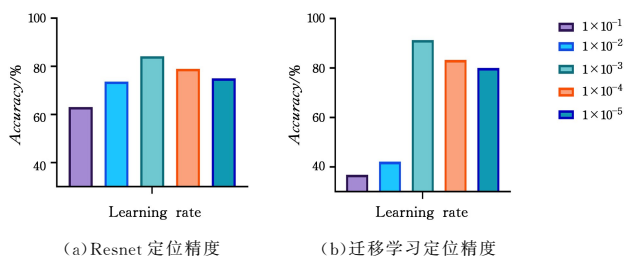 100
80
60
40
Accuracy/%
Learning rate
(a)Resnet 定位精度
100
80
60
40
Accuracy/%
Learning rate
(b)迁移学习定位精度
1×10⁻¹
1×10⁻²
1×10⁻³
1×10⁻⁴
1×10⁻⁵